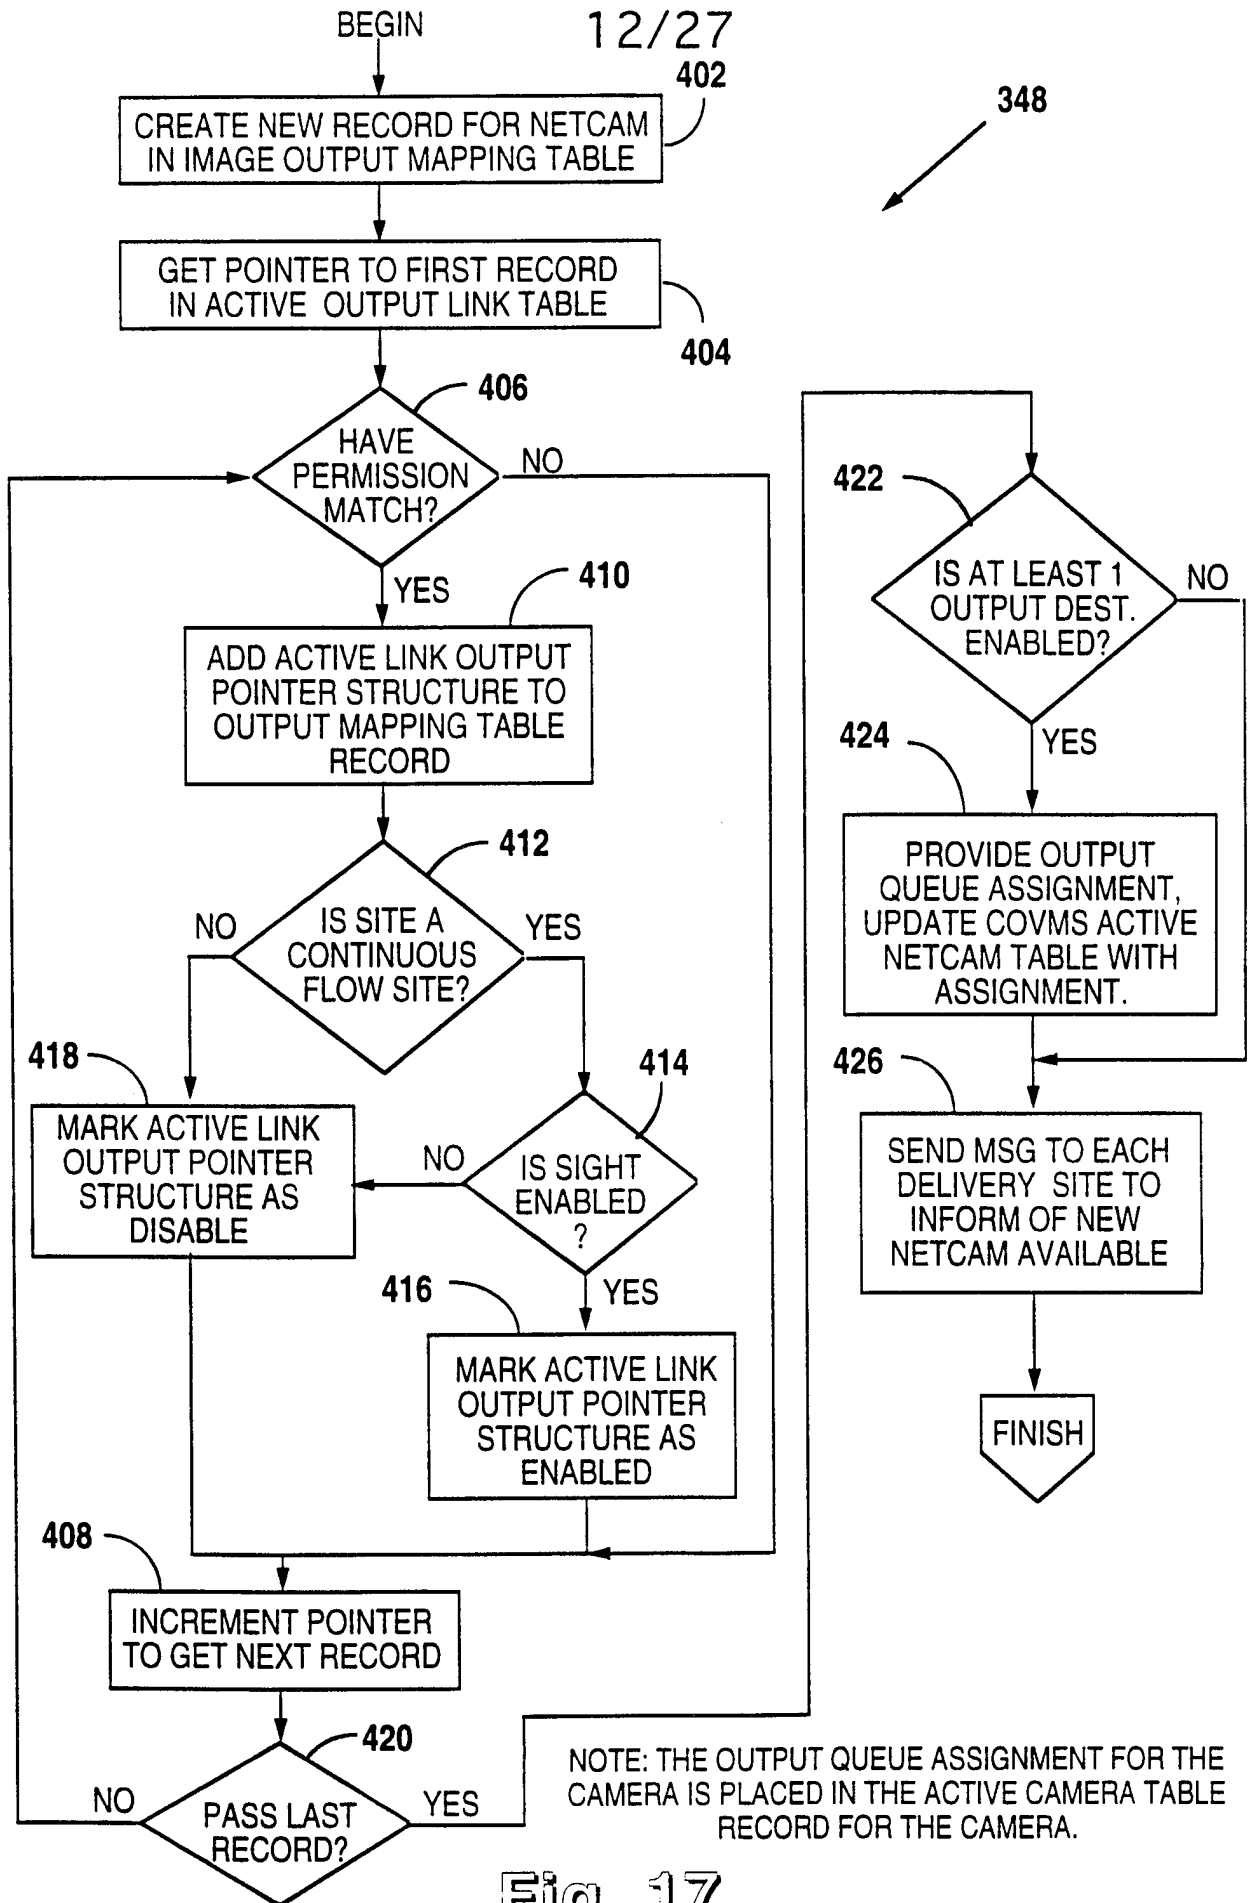 BEGIN
12/27
402
CREATE NEW RECORD FOR NETCAM
IN IMAGE OUTPUT MAPPING TABLE
348
GET POINTER TO FIRST RECORD
IN ACTIVE OUTPUT LINK TABLE
404
406
HAVE
PERMISSION
MATCH?
NO
YES
410
ADD ACTIVE LINK OUTPUT
POINTER STRUCTURE TO
OUTPUT MAPPING TABLE
RECORD
412
IS SITE A
CONTINUOUS
FLOW SITE?
NO
YES
418
MARK ACTIVE LINK
OUTPUT POINTER
STRUCTURE AS
DISABLE
414
IS SIGHT
ENABLED
?
NO
YES
416
MARK ACTIVE LINK
OUTPUT POINTER
STRUCTURE AS
ENABLED
408
INCREMENT POINTER
TO GET NEXT RECORD
420
PASS LAST
RECORD?
NO
YES
422
IS AT LEAST 1
OUTPUT DEST.
ENABLED?
NO
YES
424
PROVIDE OUTPUT
QUEUE ASSIGNMENT,
UPDATE COVMS ACTIVE
NETCAM TABLE WITH
ASSIGNMENT.
426
SEND MSG TO EACH
DELIVERY SITE TO
INFORM OF NEW
NETCAM AVAILABLE
FINISH
NOTE: THE OUTPUT QUEUE ASSIGNMENT FOR THE
CAMERA IS PLACED IN THE ACTIVE CAMERA TABLE
RECORD FOR THE CAMERA.
Fig. 17